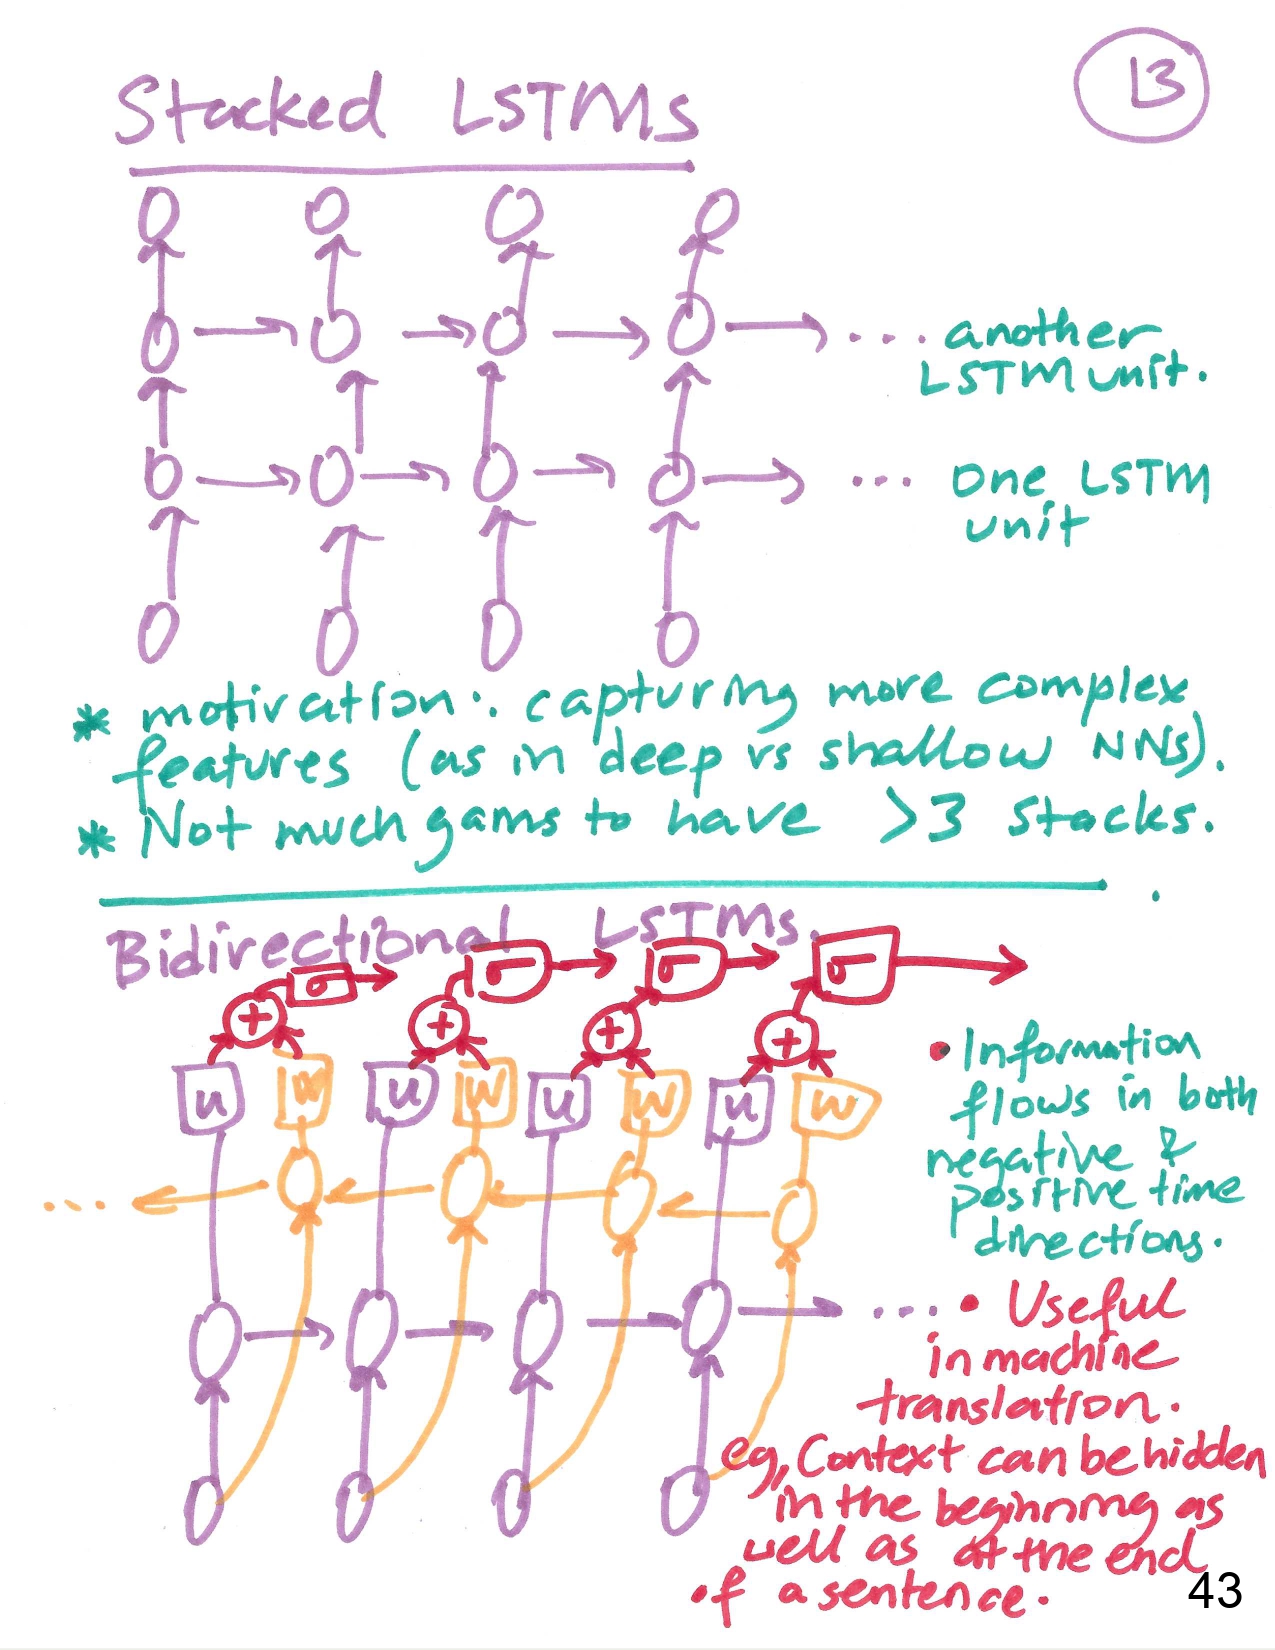 13
Stacked LSTMs
... another
LSTM unit.
... One LSTM
unit
* motivation: capturing more complex
features (as in deep vs shallow NNs).
* Not much gains to have >3 stacks.
Bidirectional LSTMs.
σ σ σ σ
+ + + +
u w u w u w u w
• Information
flows in both
negative &
positive time
directions.
...
... • Useful
in machine
translation.
eg, Context can be hidden
in the beginning as
well as at the end
of a sentence.
43